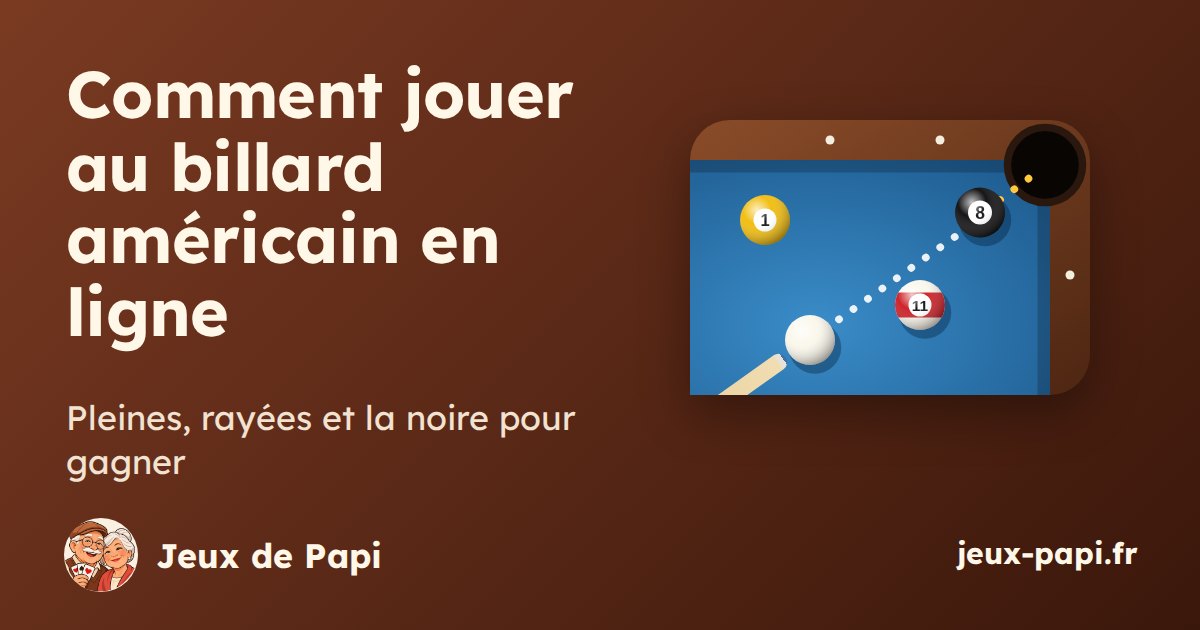 Comment jouer
au billard
américain en
ligne
Pleines, rayées et la noire pour
gagner
1
8
11
Jeux de Papi
jeux-papi.fr